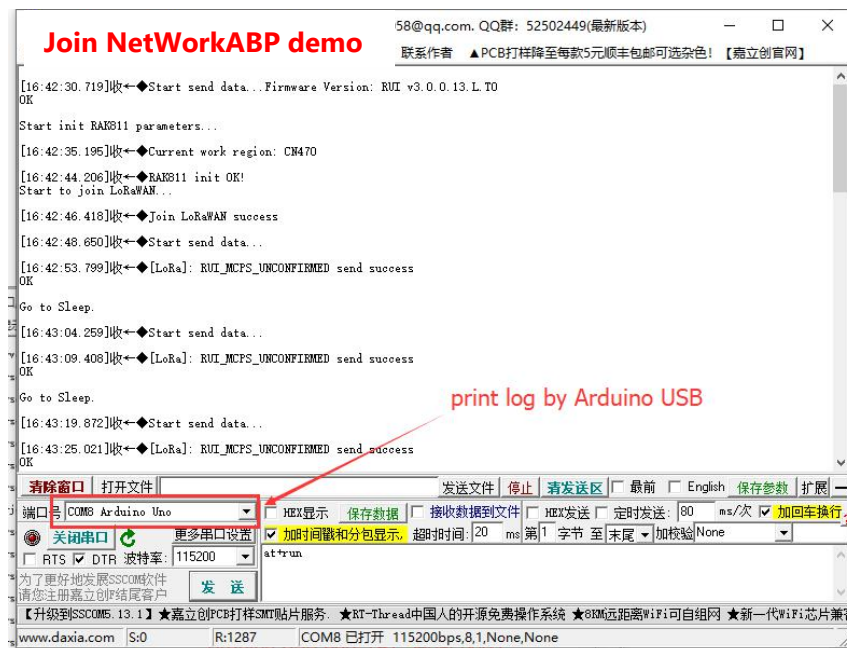 Join NetWorkABP demo
58@qq.com. QQ群: 52502449(最新版本)
联系作者 ▲PCB打样降至每款5元顺丰包邮可选杂色! 【嘉立创官网】
[16:42:30.719]收←◆Start send data...Firmware Version: RUI v3.0.0.13.L.T0
OK
Start init RAK811 parameters...
[16:42:35.195]收←◆Current work region: CN470
[16:42:44.206]收←◆RAK811 init OK!
Start to join LoRaWAN...
[16:42:46.418]收←◆Join LoRaWAN success
[16:42:48.650]收←◆Start send data...
[16:42:53.799]收←◆[LoRa]: RUI_MCPS_UNCONFIRMED send success
OK
Go to Sleep.
[16:43:04.259]收←◆Start send data...
[16:43:09.408]收←◆[LoRa]: RUI_MCPS_UNCONFIRMED send success
OK
Go to Sleep.
print log by Arduino USB
[16:43:19.872]收←◆Start send data...
[16:43:25.021]收←◆[LoRa]: RUI_MCPS_UNCONFIRMED send success
OK
清除窗口 打开文件 发送文件 停止 清发送区 最前 English 保存参数 扩展
端口号 COM8 Arduino Uno HEX显示 保存数据 接收数据到文件 HEX发送 定时发送: 80 ms/次 加回车换行
关闭串口 更多串口设置 加时间戳和分包显示, 超时时间: 20 ms 第1 字节 至 末尾 加校验 None
RTS DTR 波特率: 115200 at+run
为了更好地发展SSCOM软件
请您注册嘉立创F结尾客户 发 送
【升级到SSCOM5.13.1】★嘉立创PCB打样SMT贴片服务. ★RT-Thread中国人的开源免费操作系统 ★8KM远距离WiFi可自组网 ★新一代WiFi芯片兼容
www.daxia.com S:0 R:1287 COM8 已打开 115200bps,8,1,None,None